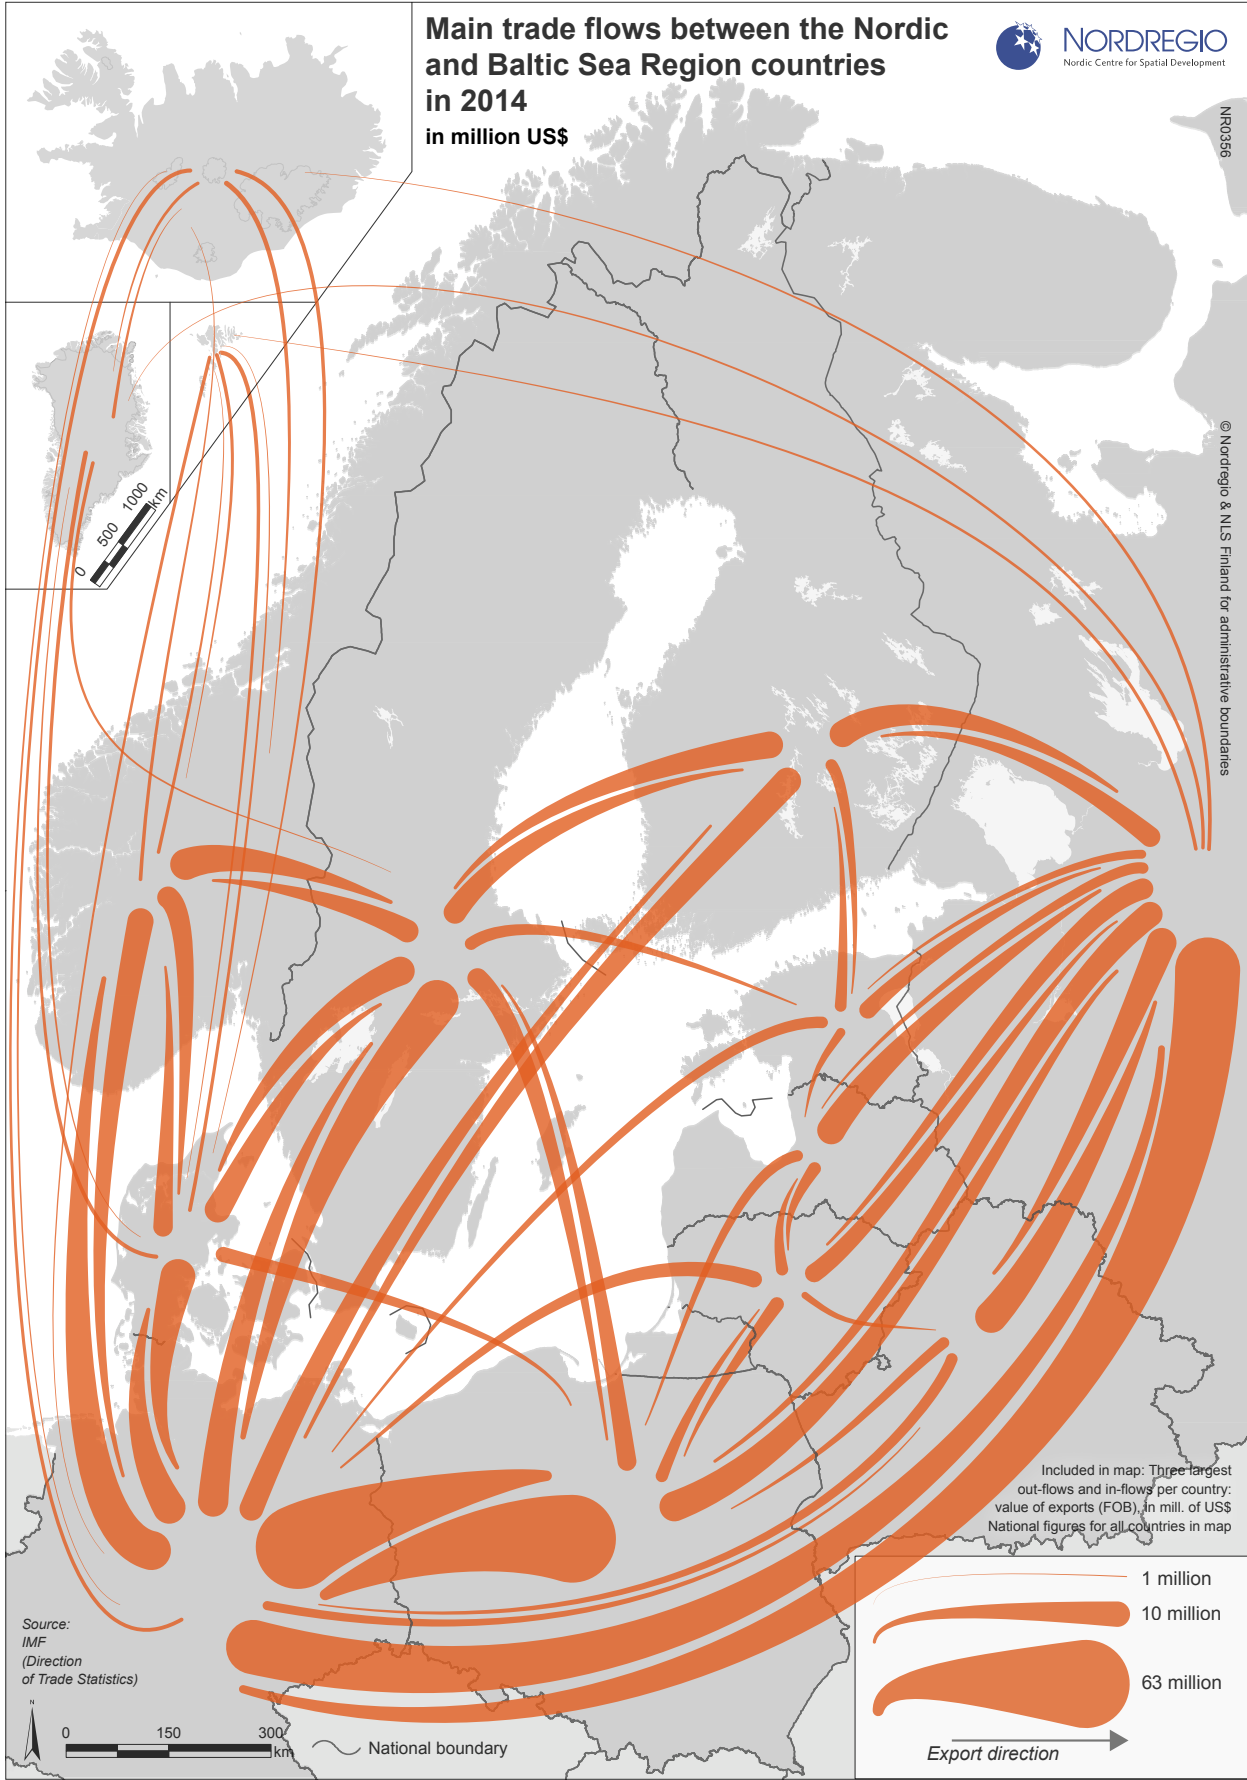 Main trade flows between the Nordic
and Baltic Sea Region countries
in 2014
in million US$
NORDREGIO
Nordic Centre for Spatial Development
NR0356
© Nordregio & NLS Finland for administrative boundaries
0 500 1000
km
Included in map: Three largest
out-flows and in-flows per country:
value of exports (FOB), in mill. of US$
National figures for all countries in map
1 million
10 million
63 million
Export direction
Source:
IMF
(Direction
of Trade Statistics)
N
0 150 300
km
National boundary